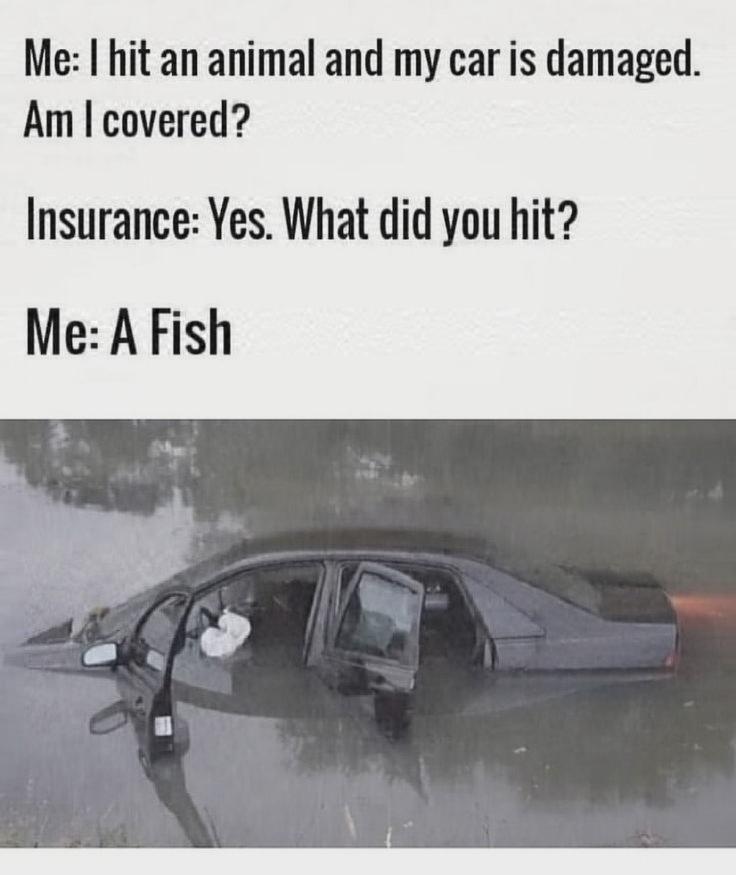 Me: I hit an animal and my car is damaged.
Am I covered?
Insurance: Yes. What did you hit?
Me: A Fish